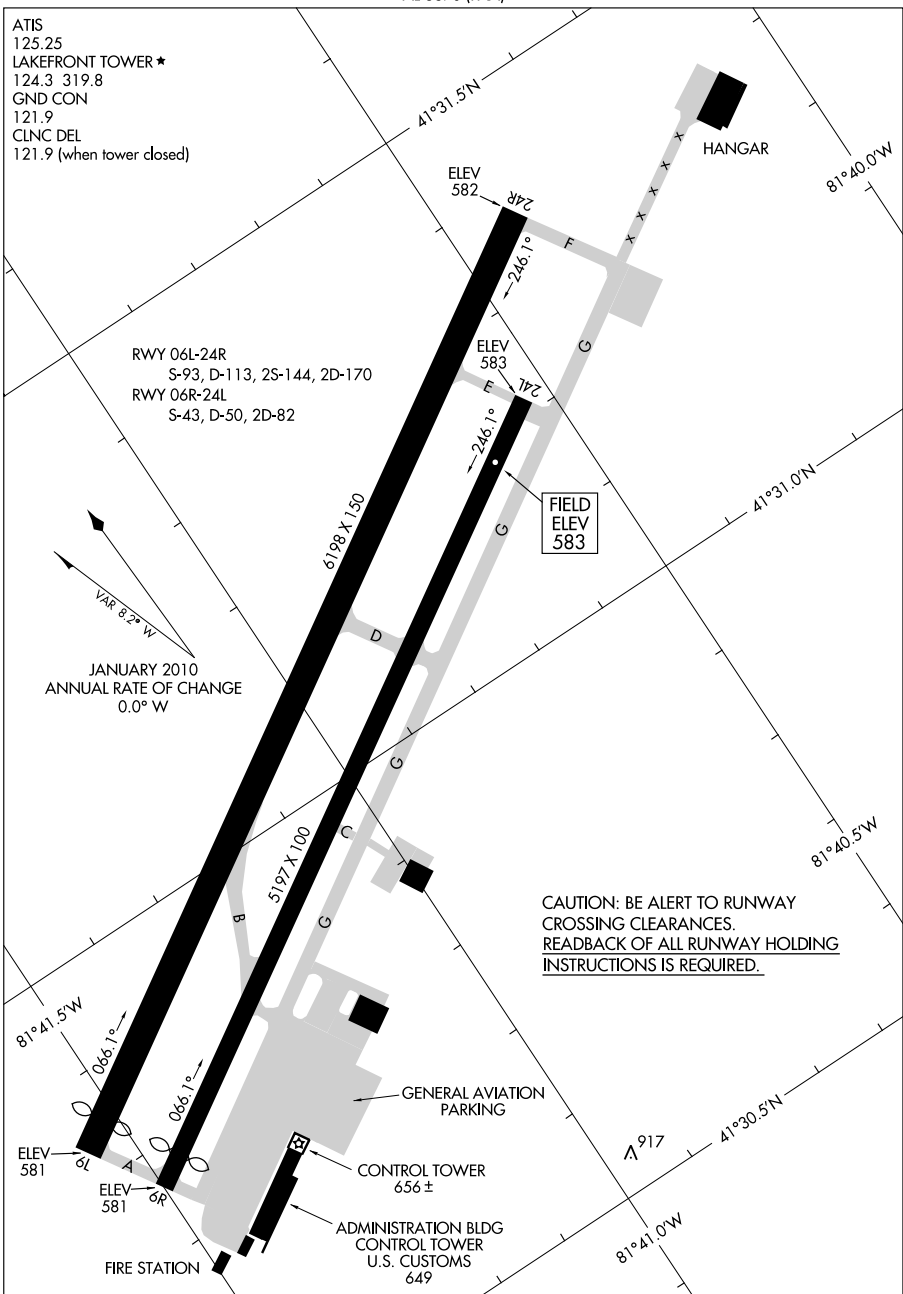 ATIS
125.25
LAKEFRONT TOWER★
124.3 319.8
GND CON
121.9
CLNC DEL
121.9 (when tower closed)
41°31.5'N
HANGAR
81°40.0'W
ELEV
582
24R
246.1°
F
RWY 06L-24R
S-93, D-113, 2S-144, 2D-170
RWY 06R-24L
S-43, D-50, 2D-82
ELEV
583
24L
E
246.1°
G
6198 X 150
FIELD
ELEV
583
G
41°31.0'N
VAR 8.2° W
JANUARY 2010
ANNUAL RATE OF CHANGE
0.0° W
D
G
C
5197 X 100
81°40.5'W
B
G
CAUTION: BE ALERT TO RUNWAY
CROSSING CLEARANCES.
READBACK OF ALL RUNWAY HOLDING
INSTRUCTIONS IS REQUIRED.
81°41.5'W
066.1°
066.1°
GENERAL AVIATION
PARKING
917
41°30.5'N
ELEV
581
6L
A
ELEV
581
6R
CONTROL TOWER
656 ±
ADMINISTRATION BLDG
CONTROL TOWER
U.S. CUSTOMS
649
81°41.0'W
FIRE STATION